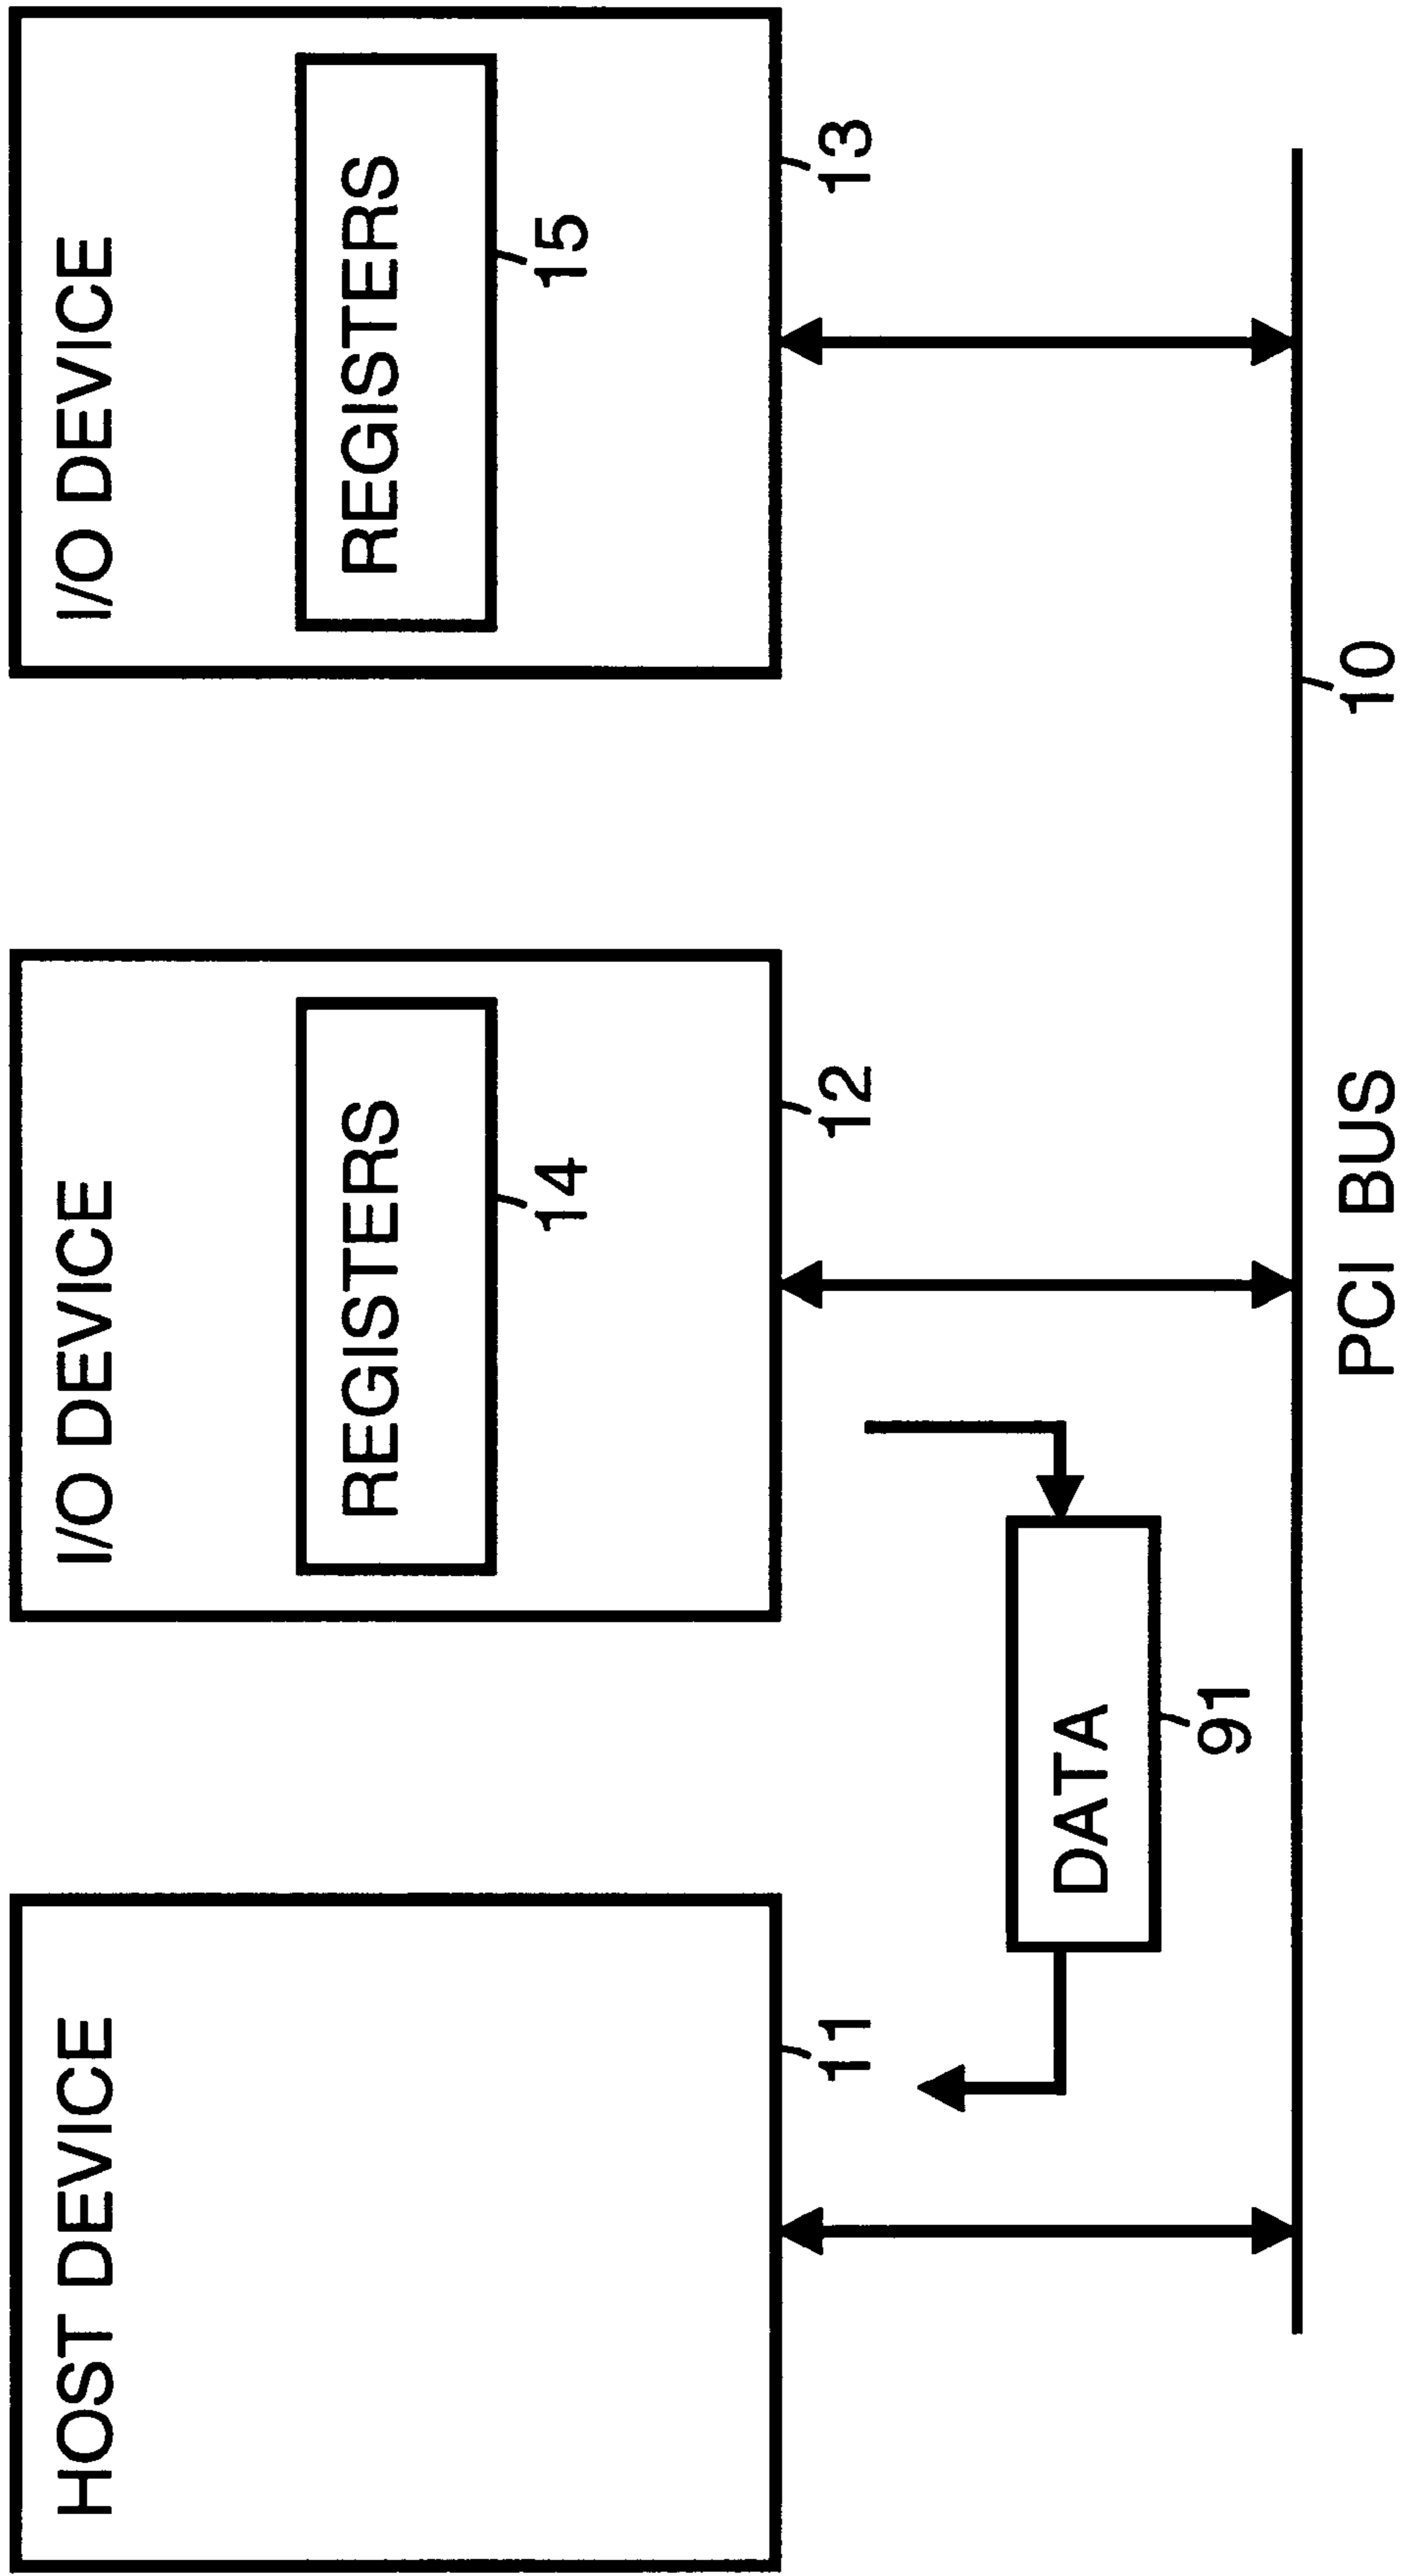 HOST DEVICE
11
I/O DEVICE
REGISTERS
14
12
I/O DEVICE
REGISTERS
15
13
DATA
91
PCI BUS
10